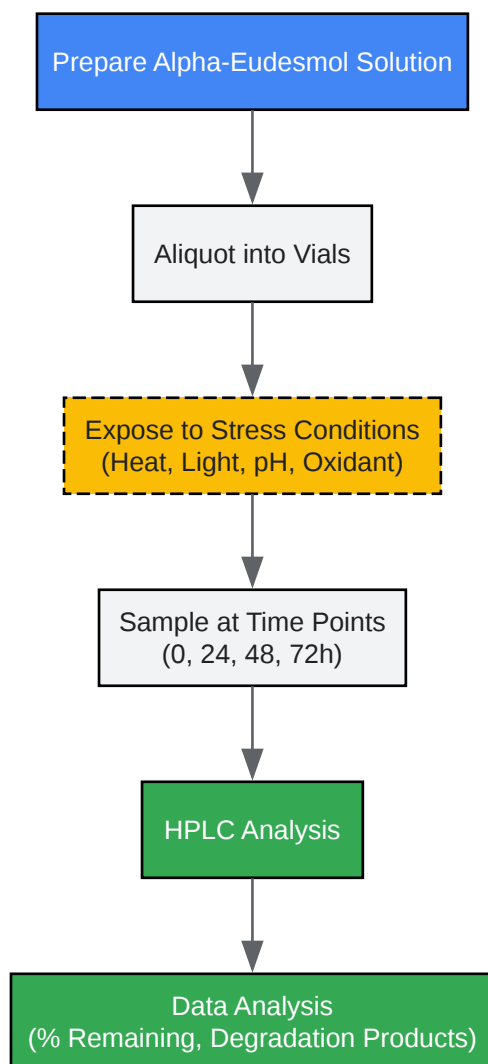 Prepare Alpha-Eudesmol Solution
Aliquot into Vials
Expose to Stress Conditions
(Heat, Light, pH, Oxidant)
Sample at Time Points
(0, 24, 48, 72h)
HPLC Analysis
Data Analysis
(% Remaining, Degradation Products)